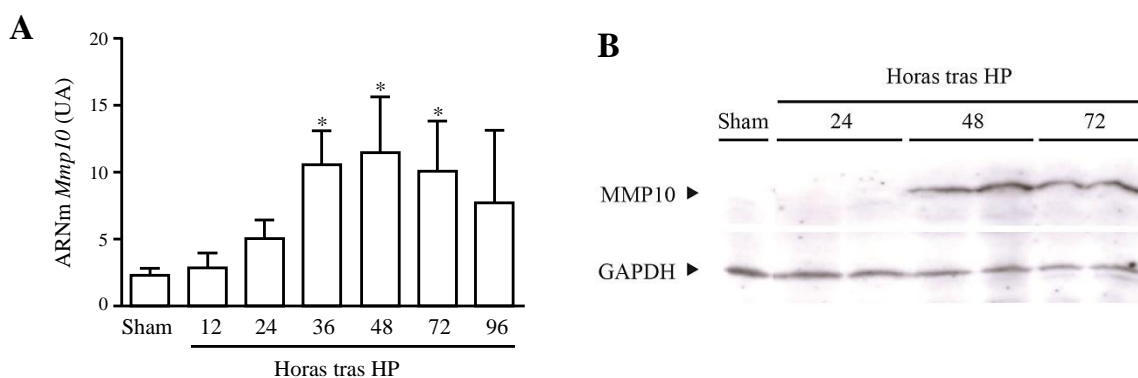 A
ARNm Mmp10 (UA)
20
15
10
5
0
* * *
Sham 12 24 36 48 72 96
Horas tras HP
B
Horas tras HP
Sham 24 48 72
MMP10
GAPDH